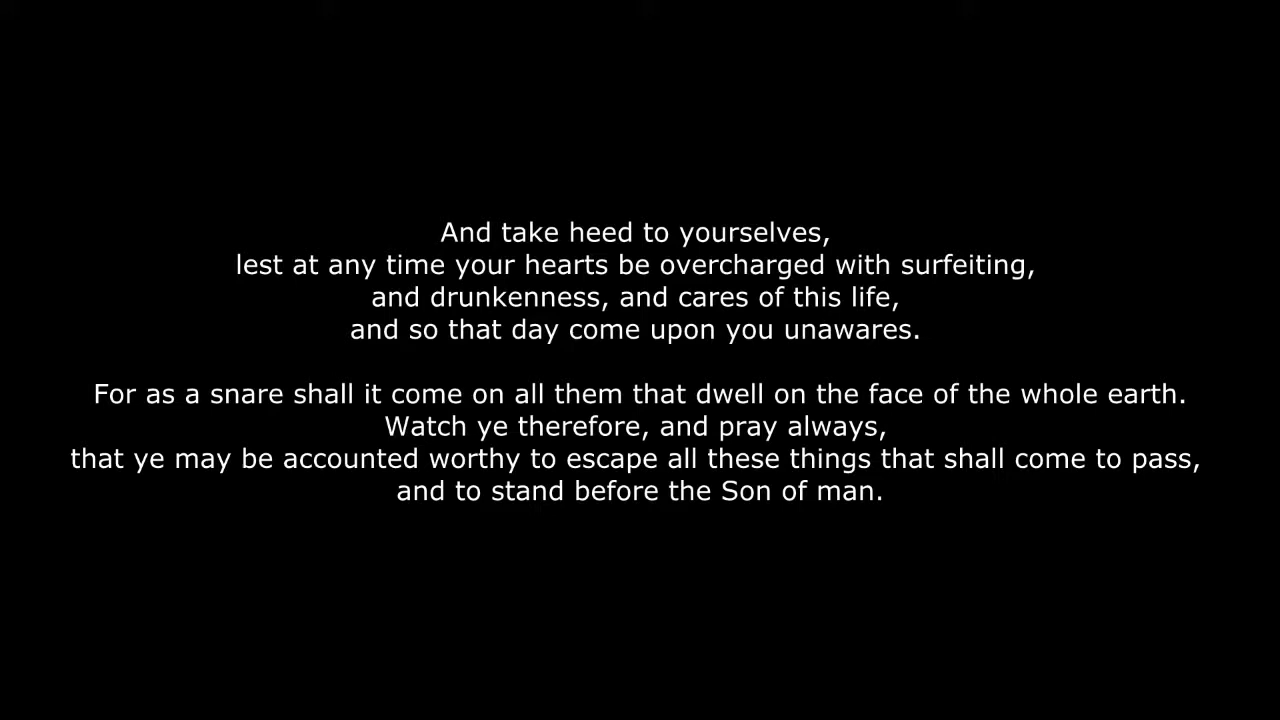 And take heed to yourselves,
lest at any time your hearts be overcharged with surfeiting,
and drunkenness, and cares of this life,
and so that day come upon you unawares.
For as a snare shall it come on all them that dwell on the face of the whole earth.
Watch ye therefore, and pray always,
that ye may be accounted worthy to escape all these things that shall come to pass,
and to stand before the Son of man.